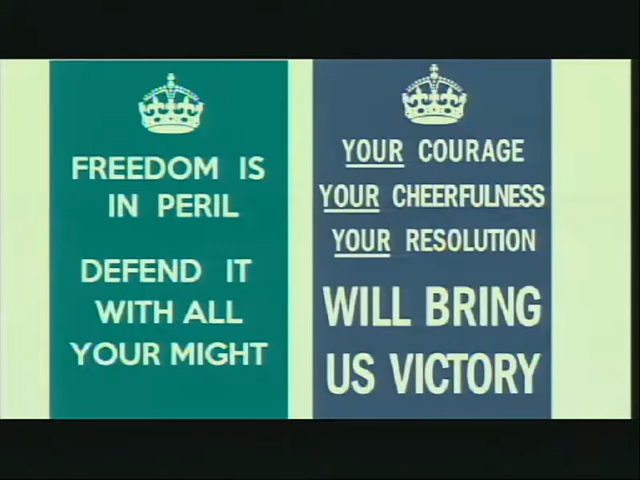 FREEDOM IS
IN PERIL
DEFEND IT
WITH ALL
YOUR MIGHT
YOUR COURAGE
YOUR CHEERFULNESS
YOUR RESOLUTION
WILL BRING
US VICTORY